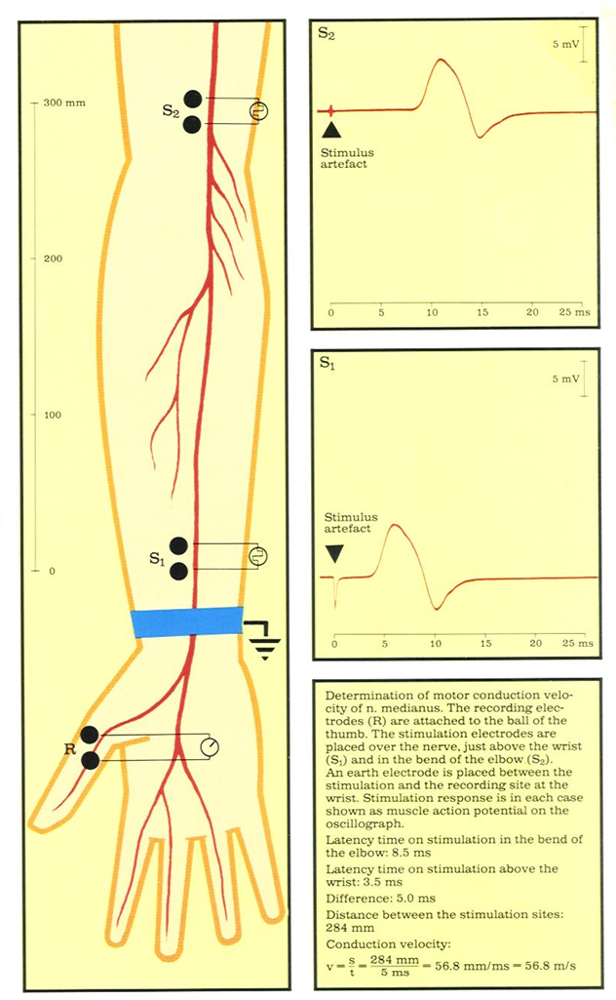 300 mm
S2
200
100
S1
0
R
S2
5 mV
Stimulus
artefact
0 5 10 15 20 25 ms
S1
5 mV
Stimulus
artefact
0 5 10 15 20 25 ms
Determination of motor conduction velo-
city of n. medianus. The recording elec-
trodes (R) are attached to the ball of the
thumb. The stimulation electrodes are
placed over the nerve, just above the wrist
(S1) and in the bend of the elbow (S2).
An earth electrode is placed between the
stimulation and the recording site at the
wrist. Stimulation response is in each case
shown as muscle action potential on the
oscillograph.
Latency time on stimulation in the bend of
the elbow: 8.5 ms
Latency time on stimulation above the
wrist: 3.5 ms
Difference: 5.0 ms
Distance between the stimulation sites:
284 mm
Conduction velocity:
v = s/t = 284 mm/5 ms = 56.8 mm/ms = 56.8 m/s